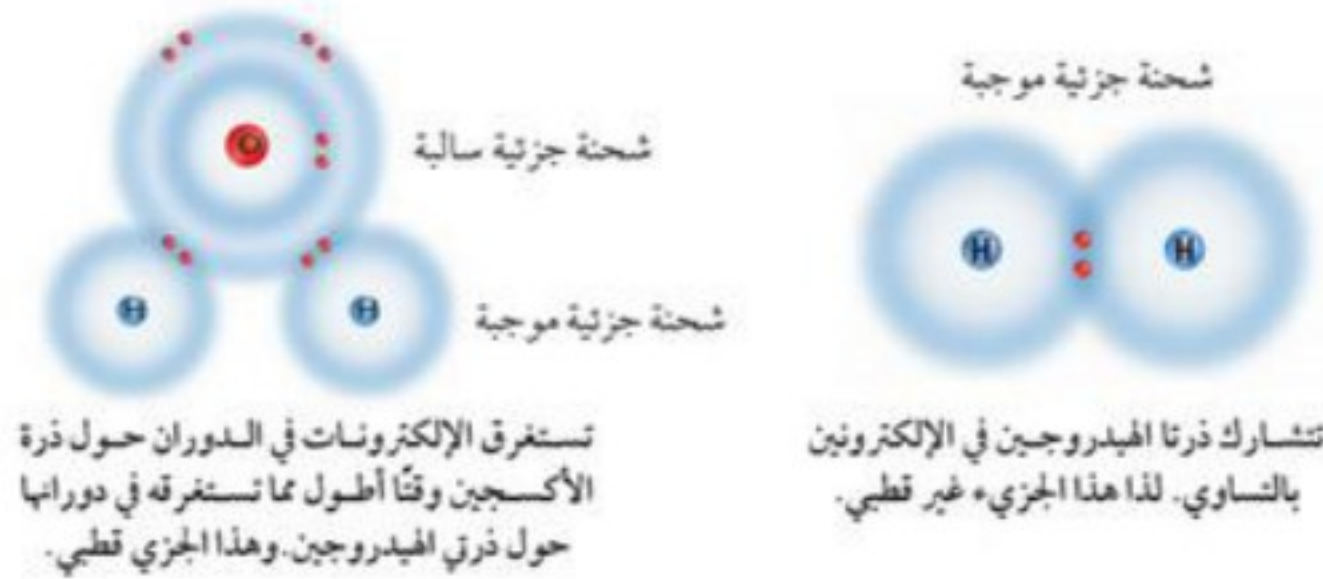 شحنة جزئية موجبة
H
H
تتشارك ذرتا الهيدروجين في الإلكترونين
بالتساوي. لذا هذا الجزيء غير قطبي.
O
شحنة جزئية سالبة
H
H
شحنة جزئية موجبة
تستغرق الإلكترونات في الدوران حول ذرة
الأكسجين وقتًا أطول مما تستغرقه في دورانها
حول ذرتي الهيدروجين.وهذا الجزي قطبي.